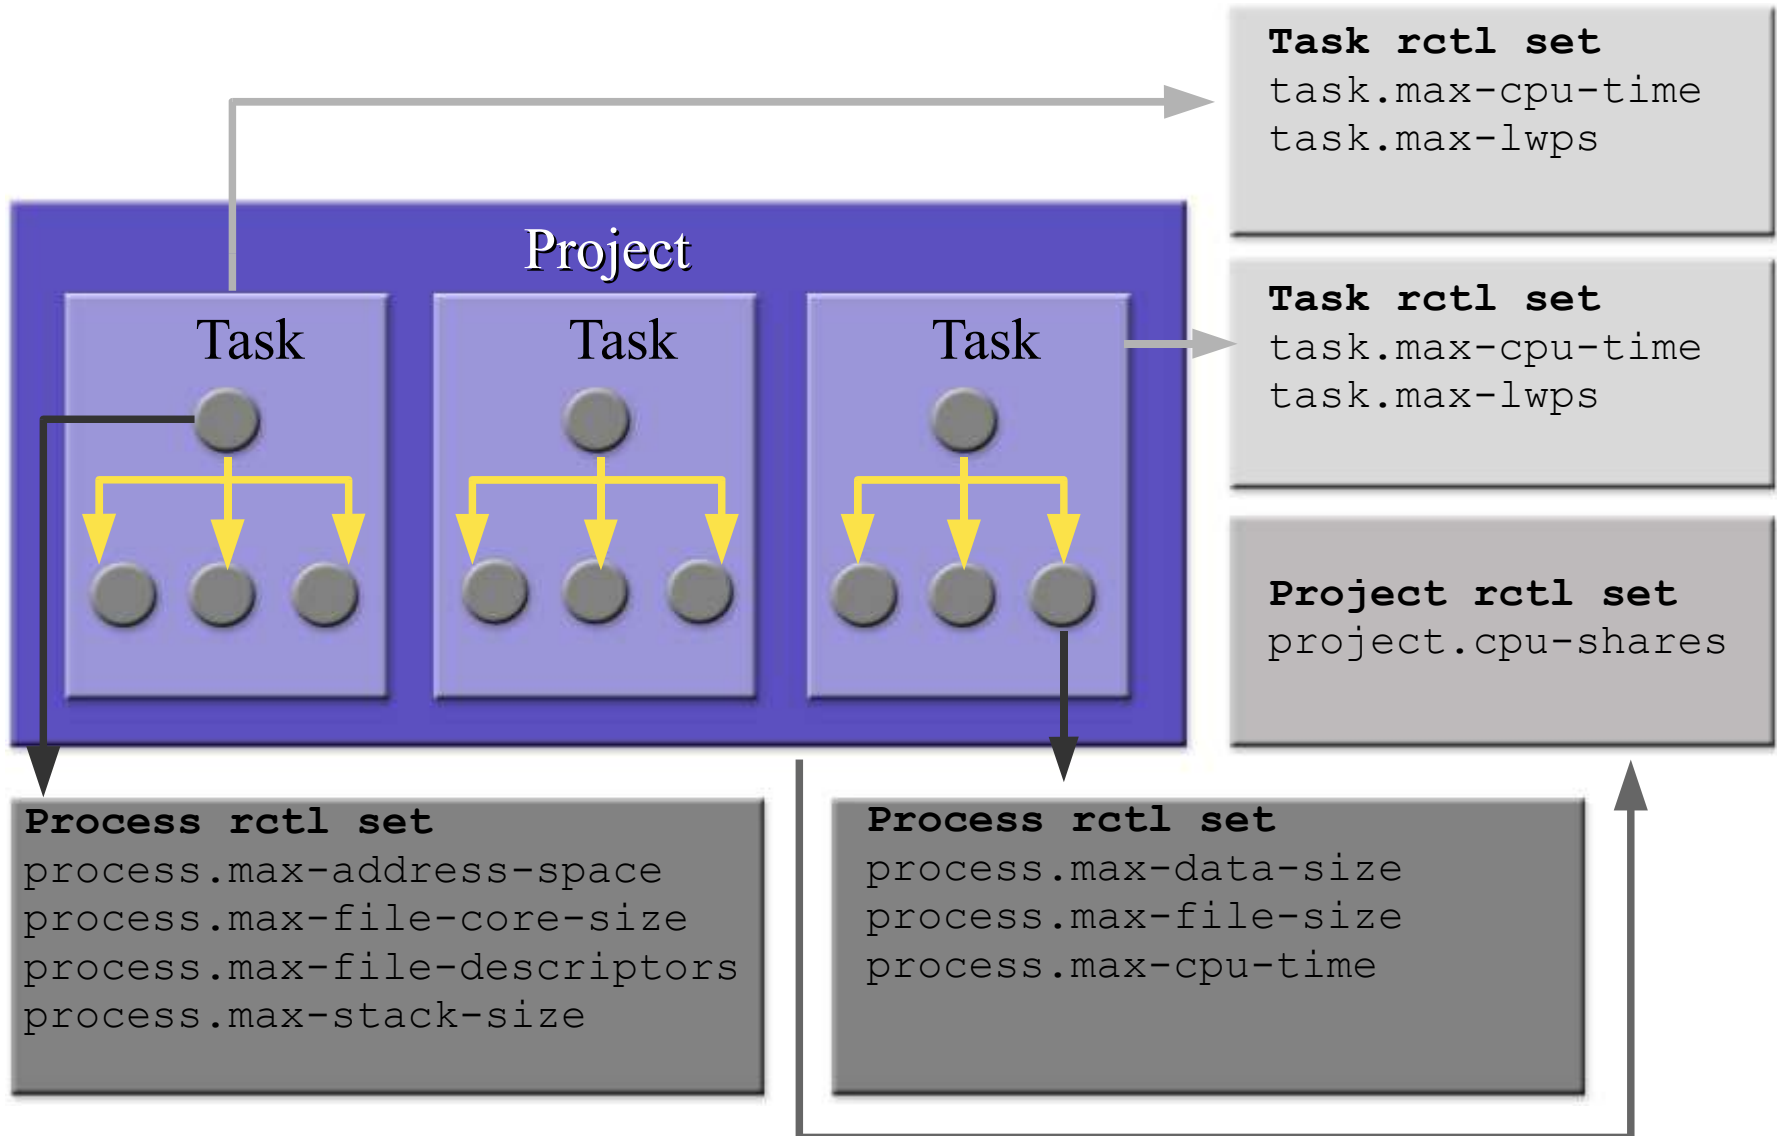 Task rctl set
task.max-cpu-time
task.max-lwps
Project
Task
Task
Task
Task rctl set
task.max-cpu-time
task.max-lwps
Project rctl set
project.cpu-shares
Process rctl set
process.max-address-space
process.max-file-core-size
process.max-file-descriptors
process.max-stack-size
Process rctl set
process.max-data-size
process.max-file-size
process.max-cpu-time